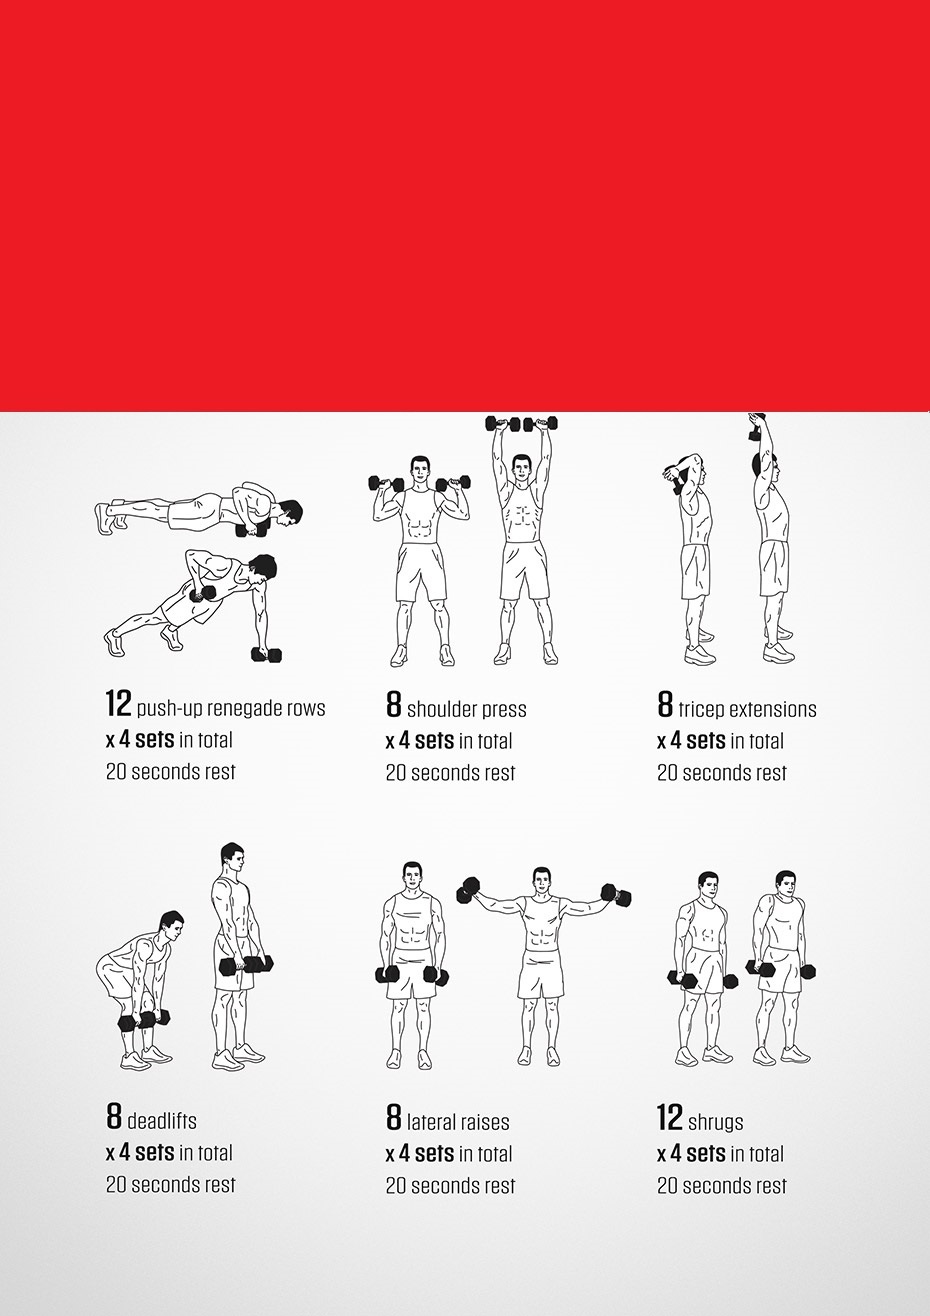 12 push-up renegade rows
x 4 sets in total
20 seconds rest
8 shoulder press
x 4 sets in total
20 seconds rest
8 tricep extensions
x 4 sets in total
20 seconds rest
8 deadlifts
x 4 sets in total
20 seconds rest
8 lateral raises
x 4 sets in total
20 seconds rest
12 shrugs
x 4 sets in total
20 seconds rest